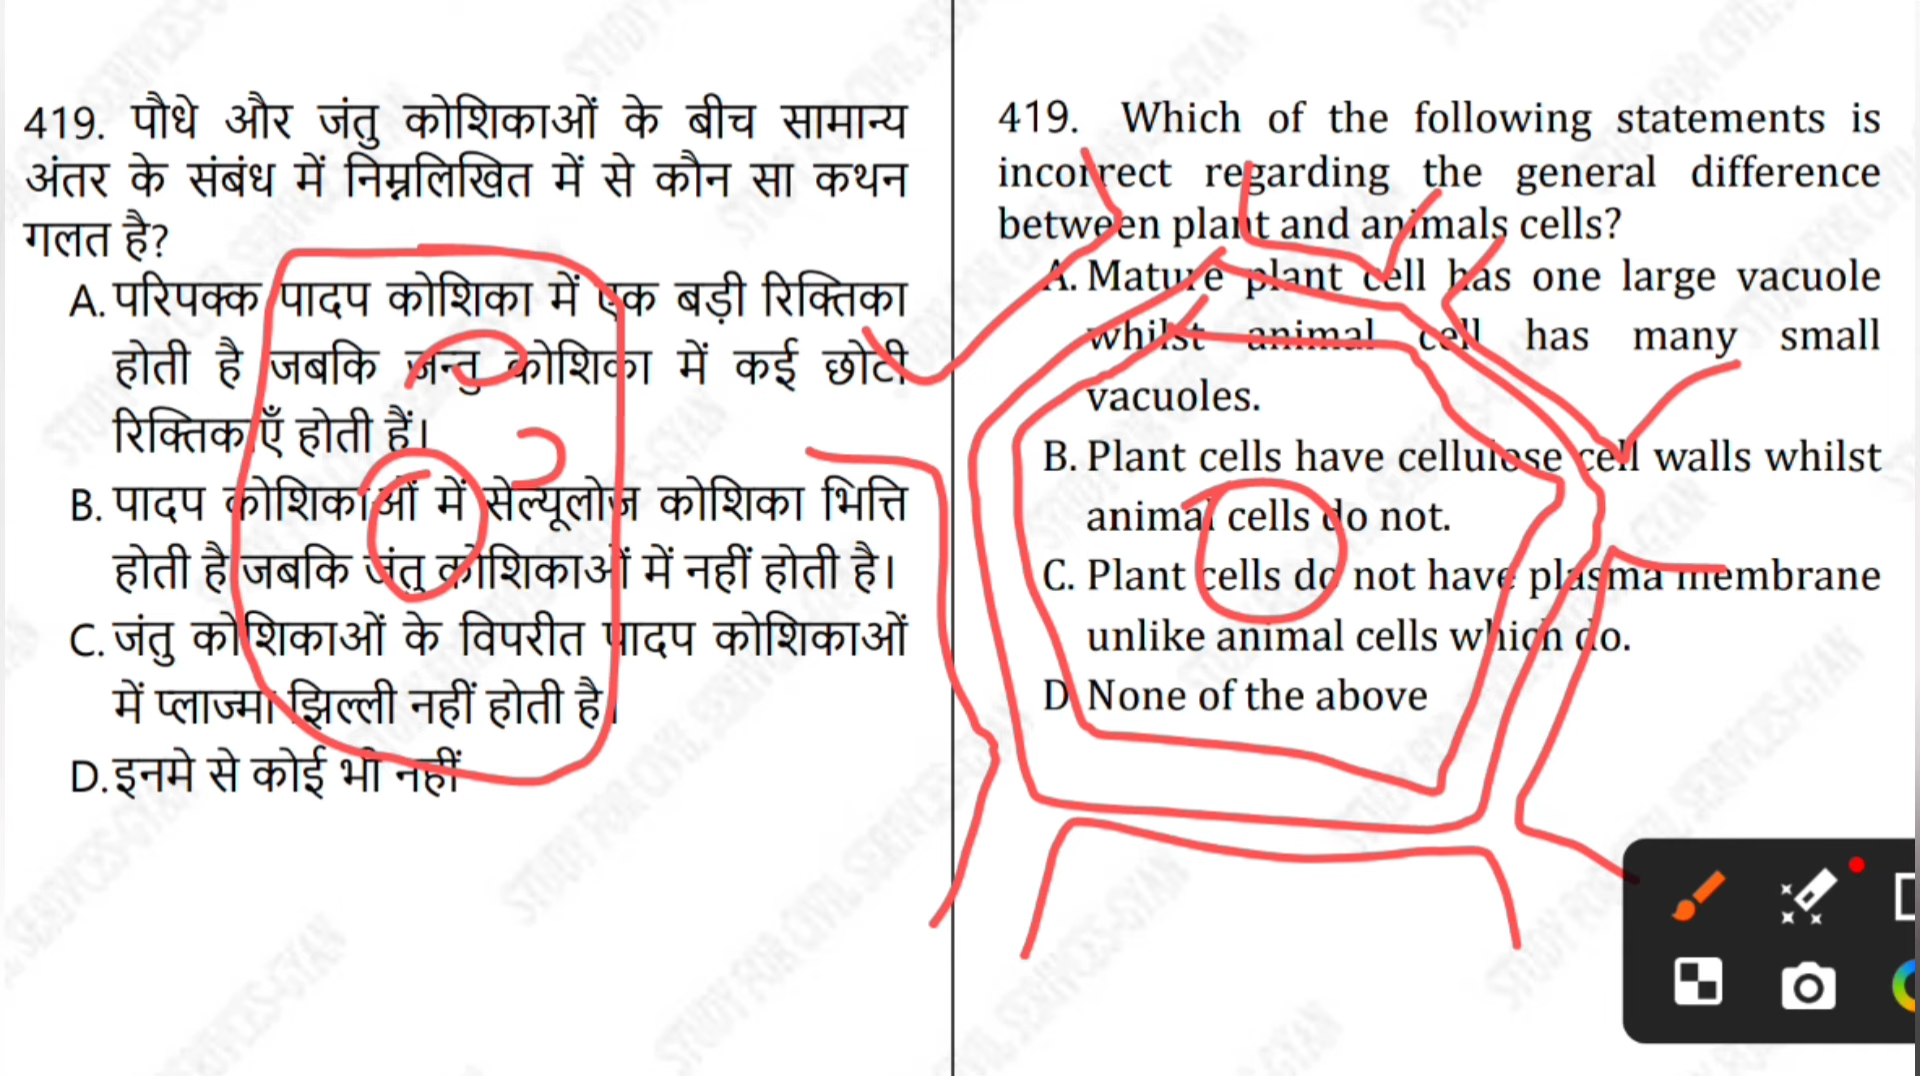 419. पौधे और जंतु कोशिकाओं के बीच सामान्य
अंतर के संबंध में निम्नलिखित में से कौन सा कथन
गलत है?
A. परिपक्क पादप कोशिका में एक बड़ी रिक्तिका
होती है जबकि जन्तु कोशिका में कई छोटी
रिक्तिकाएँ होती हैं।
B. पादप कोशिकाओं में सेल्यूलोज कोशिका भित्ति
होती है जबकि जंतु कोशिकाओं में नहीं होती है।
C. जंतु कोशिकाओं के विपरीत पादप कोशिकाओं
में प्लाज्मा झिल्ली नहीं होती है।
D. इनमे से कोई भी नहीं
419. Which of the following statements is
incorrect regarding the general difference
between plant and animals cells?
A. Mature plant cell has one large vacuole
whilst animal cell has many small
vacuoles.
B. Plant cells have cellulose cell walls whilst
animal cells do not.
C. Plant cells do not have plasma membrane
unlike animal cells which do.
D. None of the above